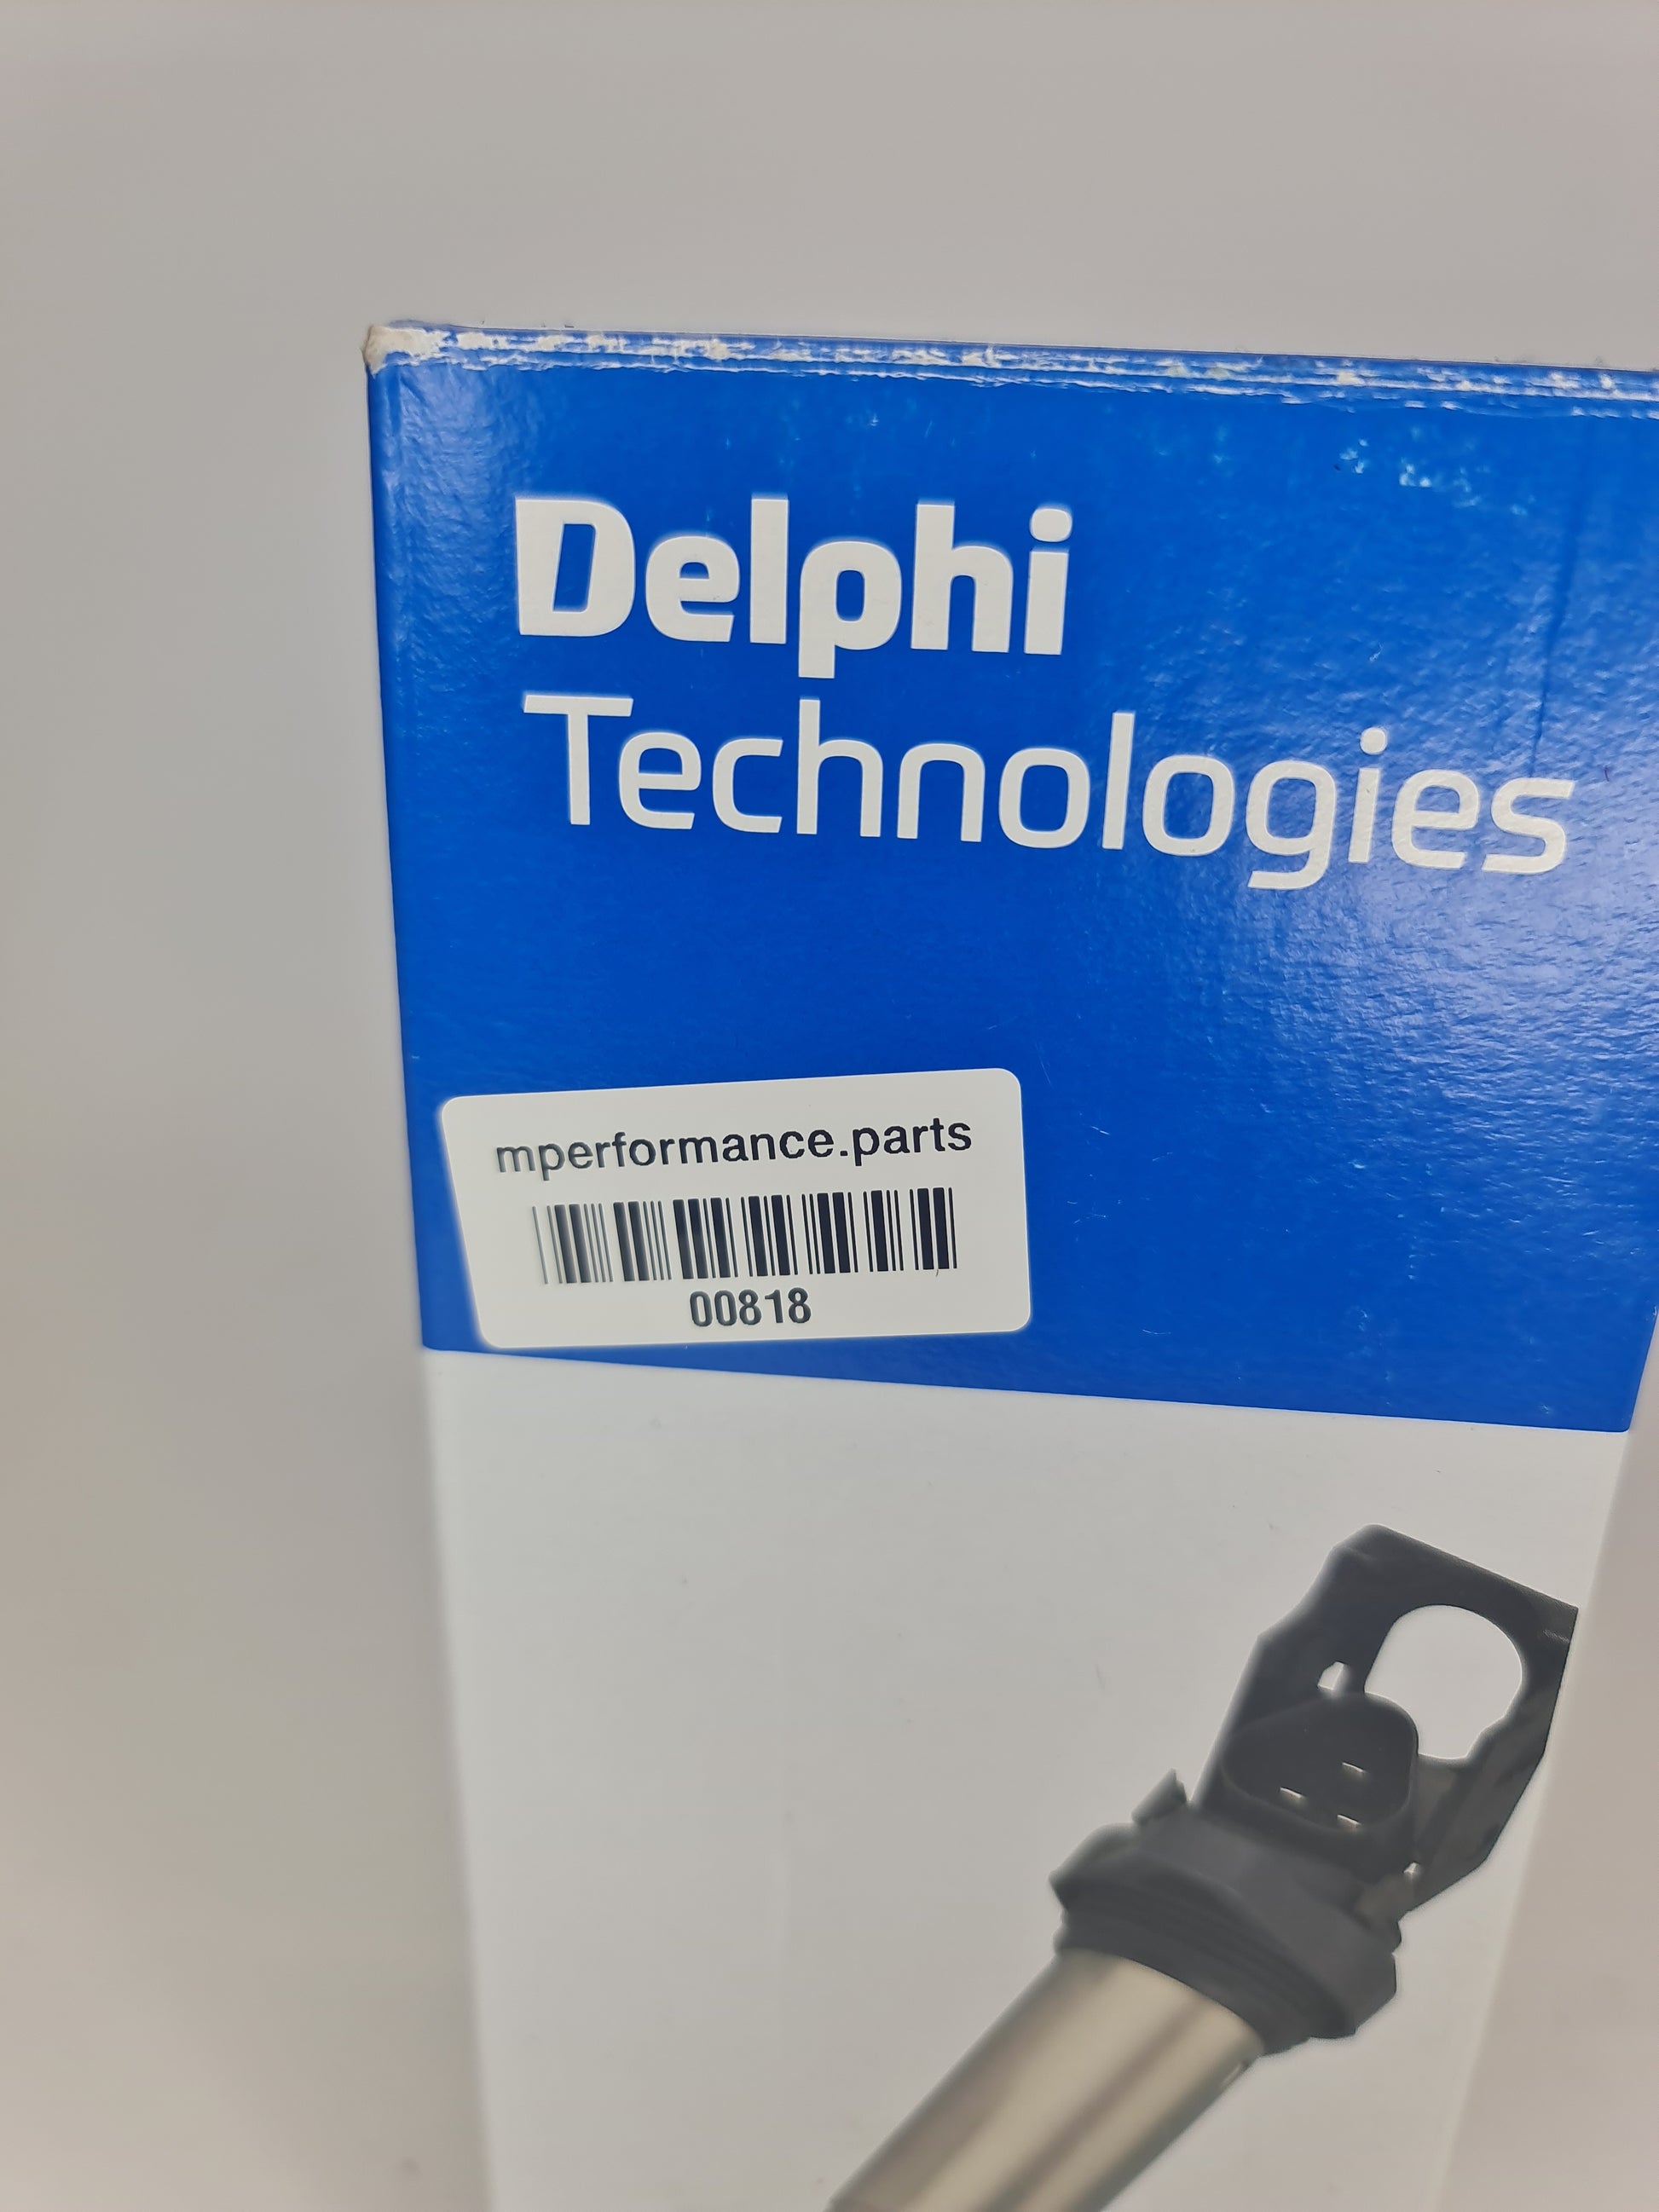 Delphi
Technologies
mperformance.parts
00818